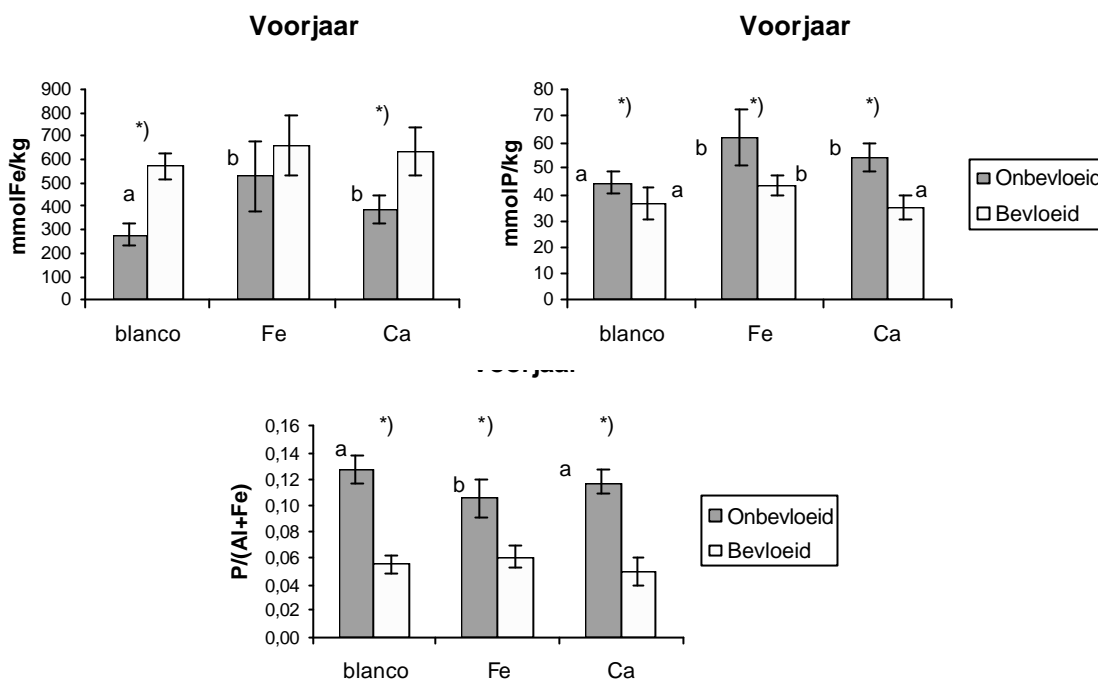 Voorjaar
900
800
700
600
500
400
300
200
100
0
mmolFe/kg
*)
*)
a
b
b
blanco Fe Ca
Voorjaar
80
70
60
50
40
30
20
10
0
mmolP/kg
*) *) *)
a a b b b a
blanco Fe Ca
Onbevloeid
Bevloeid
Voorjaar
0,16
0,14
0,12
0,10
0,08
0,06
0,04
0,02
0,00
P/(Al+Fe)
*) *) *)
a b a
blanco Fe Ca
Onbevloeid
Bevloeid